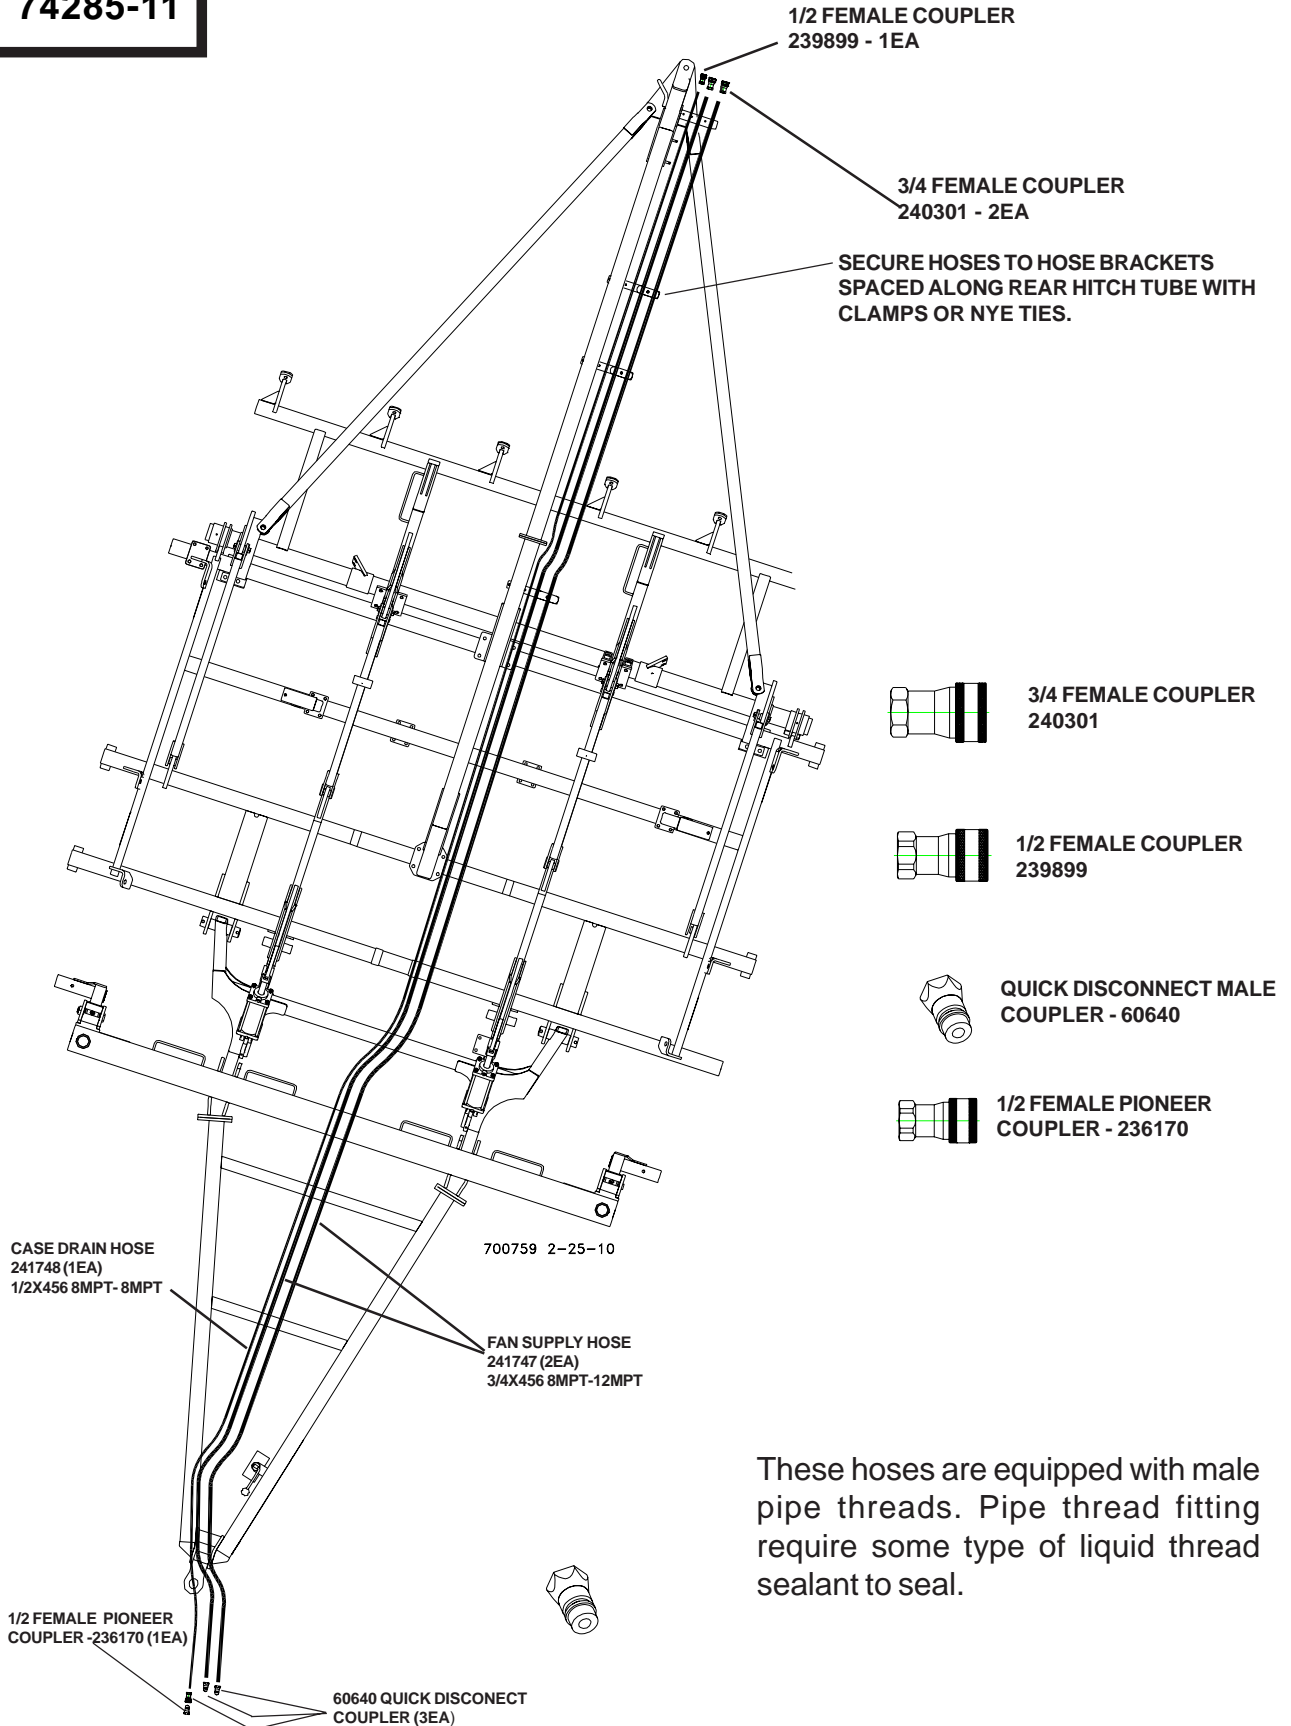 74285-11
1/2 FEMALE COUPLER
239899 - 1EA
3/4 FEMALE COUPLER
240301 - 2EA
SECURE HOSES TO HOSE BRACKETS
SPACED ALONG REAR HITCH TUBE WITH
CLAMPS OR NYE TIES.
3/4 FEMALE COUPLER
240301
1/2 FEMALE COUPLER
239899
QUICK DISCONNECT MALE
COUPLER - 60640
1/2 FEMALE PIONEER
COUPLER - 236170
700759 2-25-10
CASE DRAIN HOSE
241748 (1EA)
1/2X456 8MPT- 8MPT
FAN SUPPLY HOSE
241747 (2EA)
3/4X456 8MPT-12MPT
These hoses are equipped with male
pipe threads. Pipe thread fitting
require some type of liquid thread
sealant to seal.
1/2 FEMALE PIONEER
COUPLER -236170 (1EA)
60640 QUICK DISCONECT
COUPLER (3EA)